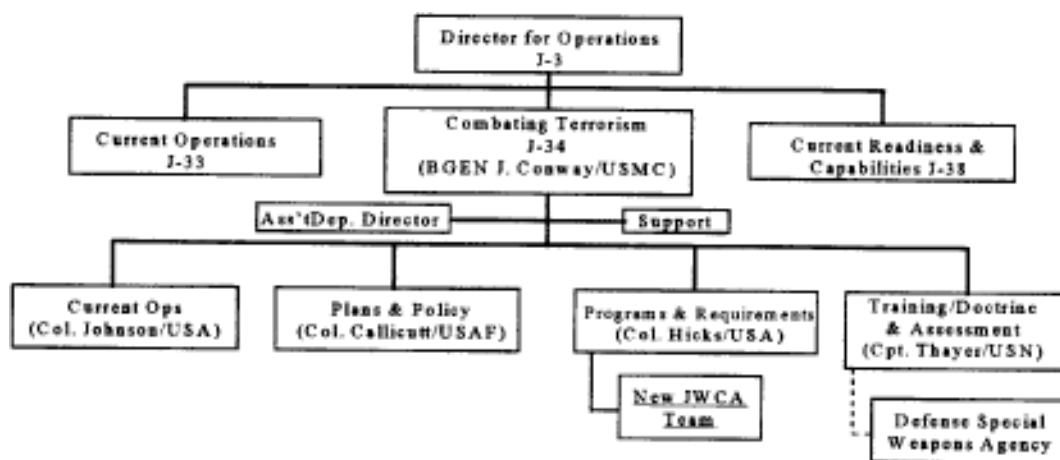 Director for Operations
J-3
Current Operations
J-33
Combating Terrorism
J-34
(BGEN J. Conway/USMC)
Current Readiness &
Capabilities J-38
Ass'tDep. Director
Support
Current Ops
(Col. Johnson/USA)
Plans & Policy
(Col. Callicutt/USAF)
Programs & Requirements
(Col. Hicks/USA)
Training/Doctrine
& Assessment
(Cpt. Thayer/USN)
New JWCA
Team
Defense Special
Weapons Agency